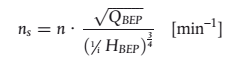 n_s = n · √Q_BEP / (¹⁄ᵢ H_BEP)^¾ [min⁻¹]